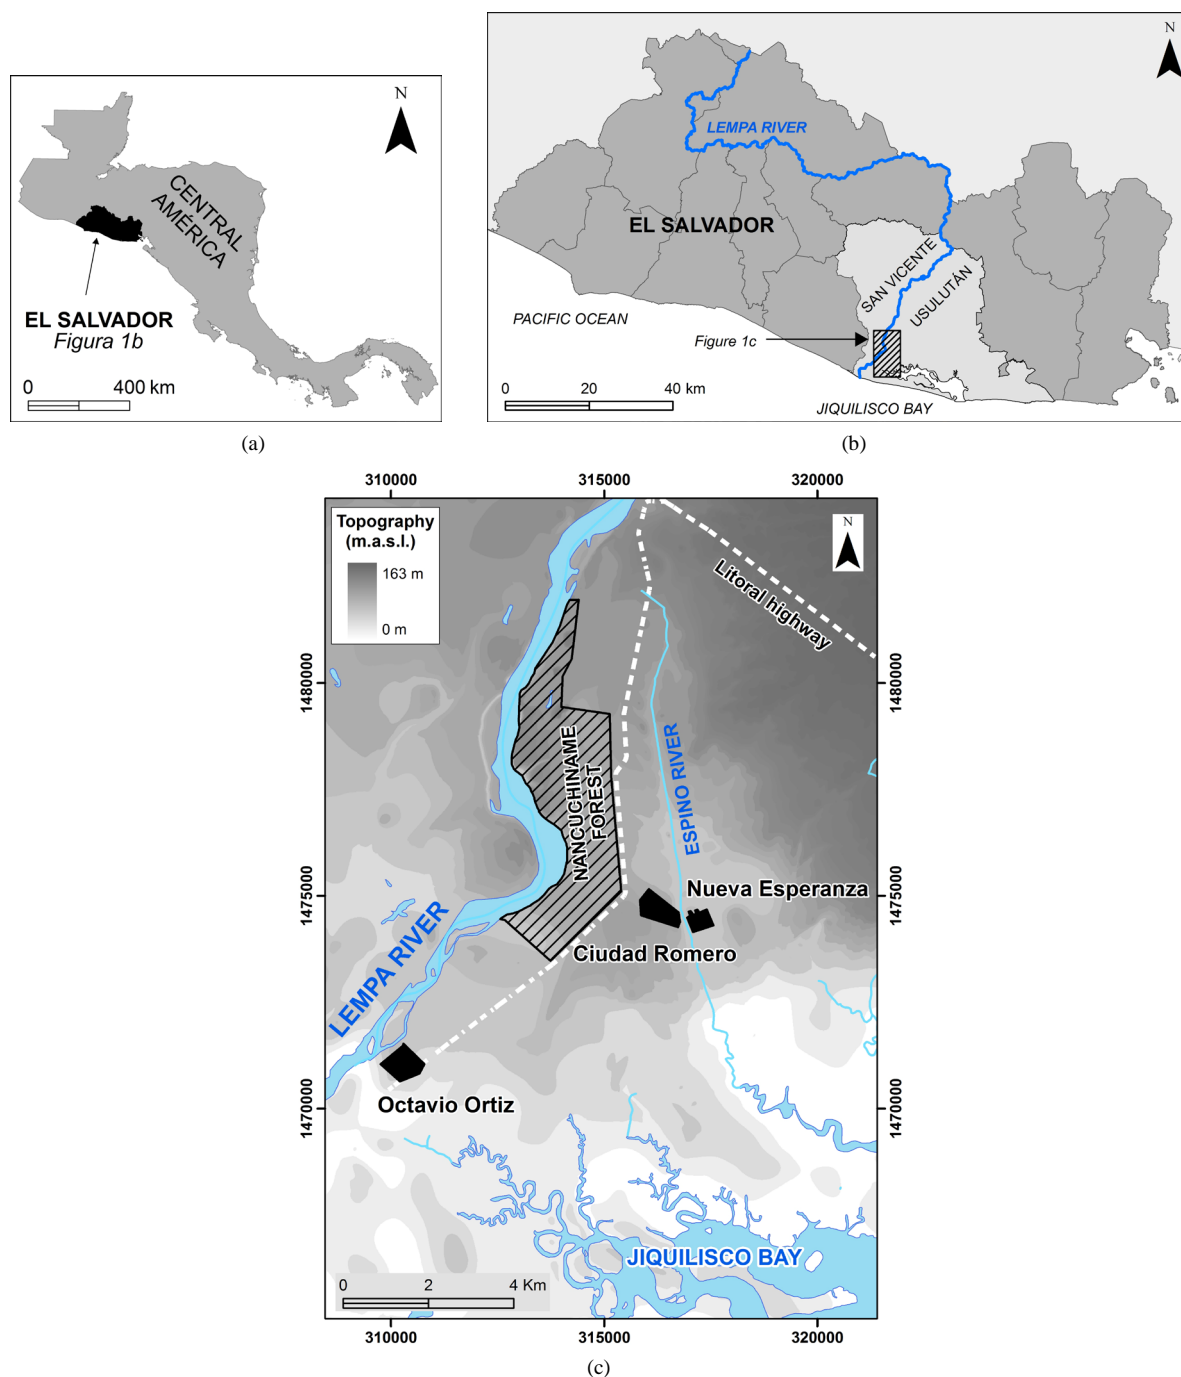 N
CENTRAL
AMÉRICA
EL SALVADOR
Figura 1b
0 400 km
(a)
N
LEMPA RIVER
EL SALVADOR
SAN VICENTE
USULUTÁN
PACIFIC OCEAN
Figure 1c
0 20 40 km
JIQUILISCO BAY
(b)
310000 315000 320000
Topography
(m.a.s.l.)
163 m
0 m
N
Litoral highway
1480000 1480000
NANCUCHINAME
FOREST
ESPINO RIVER
1475000 1475000
Nueva Esperanza
Ciudad Romero
LEMPA RIVER
Octavio Ortiz
1470000 1470000
JIQUILISCO BAY
0 2 4 Km
310000 315000 320000
(c)